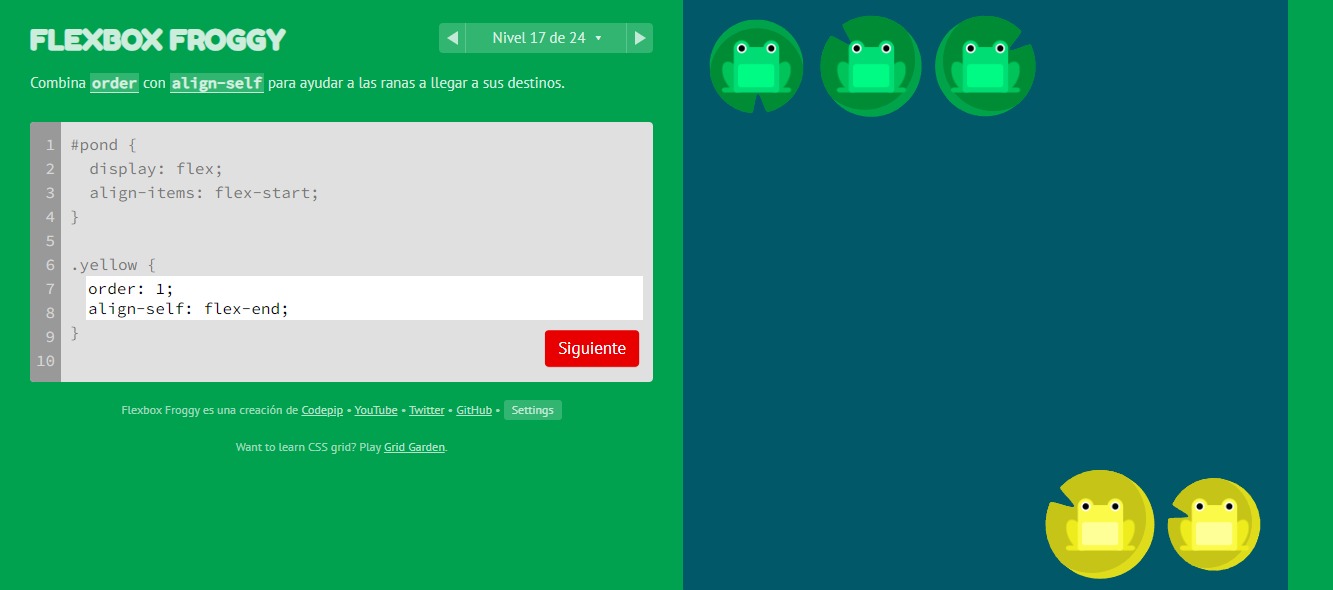 FLEXBOX FROGGY
◀ Nivel 17 de 24 ▾ ▶
Combina order con align-self para ayudar a las ranas a llegar a sus destinos.
1 #pond {
2 display: flex;
3 align-items: flex-start;
4 }
5
6 .yellow {
7 order: 1;
8 align-self: flex-end;
9 }
10
Siguiente
Flexbox Froggy es una creación de Codepip • YouTube • Twitter • GitHub • Settings
Want to learn CSS grid? Play Grid Garden.